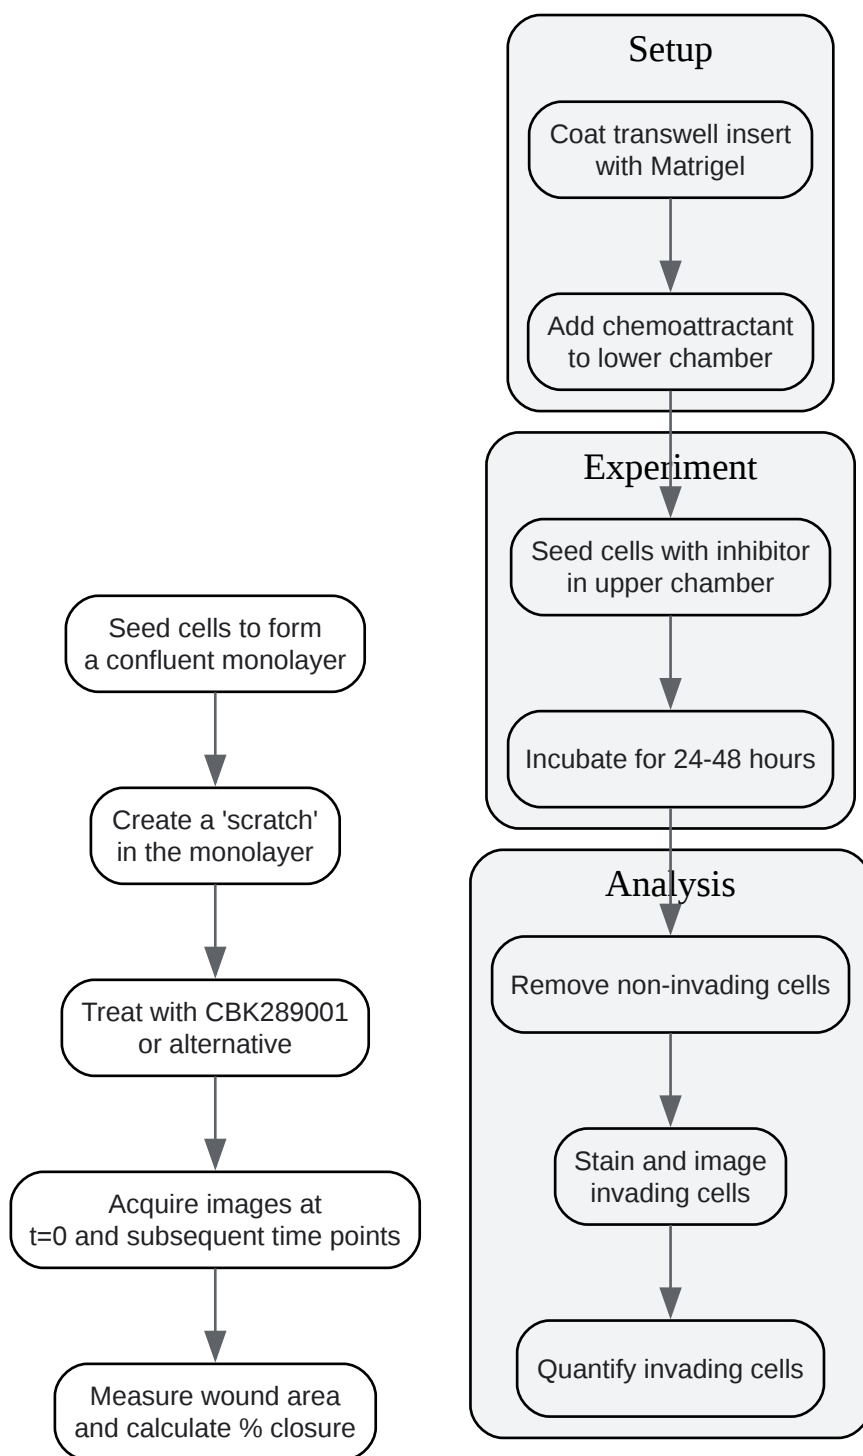 Setup
Coat transwell insert
with Matrigel
Add chemoattractant
to lower chamber
Experiment
Seed cells with inhibitor
in upper chamber
Incubate for 24-48 hours
Analysis
Remove non-invading cells
Stain and image
invading cells
Quantify invading cells
Seed cells to form
a confluent monolayer
Create a 'scratch'
in the monolayer
Treat with CBK289001
or alternative
Acquire images at
t=0 and subsequent time points
Measure wound area
and calculate % closure